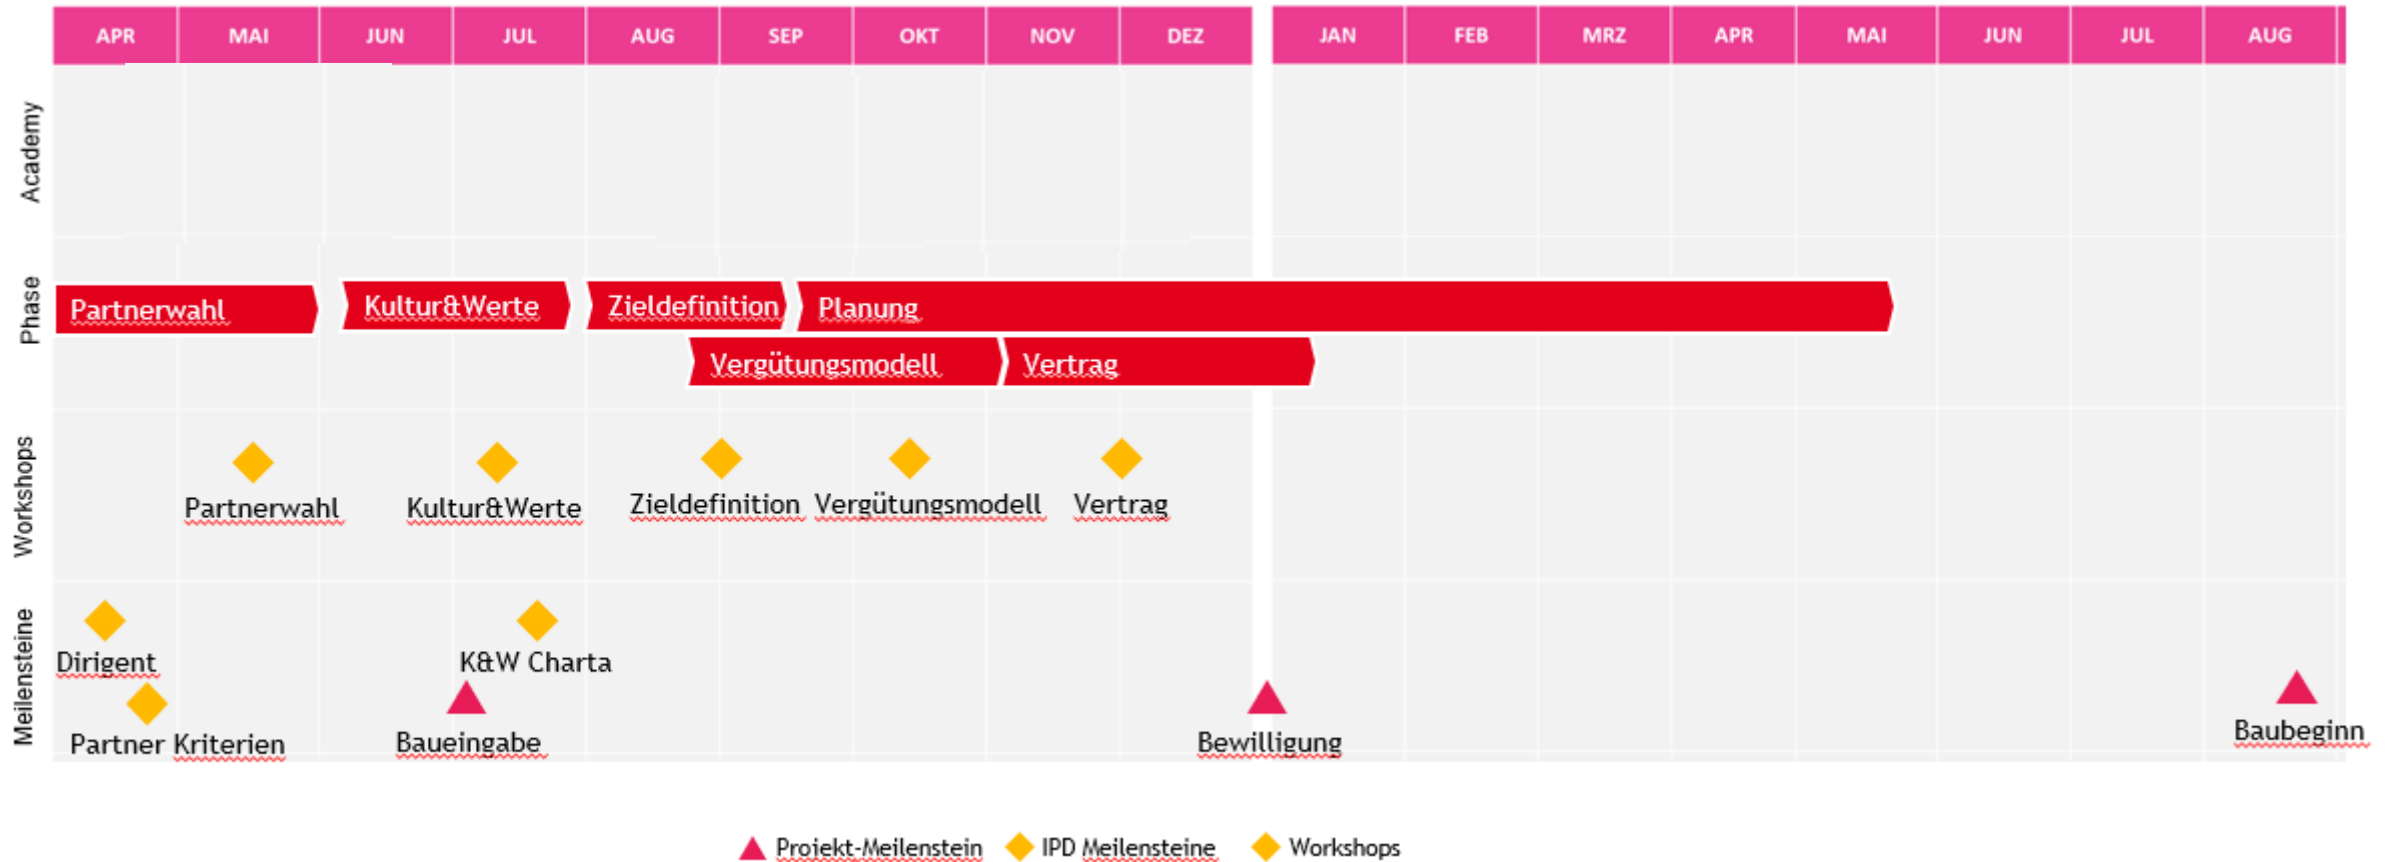 APR MAI JUN JUL AUG SEP OKT NOV DEZ JAN FEB MRZ APR MAI JUN JUL AUG
Academy
Phase
Partnerwahl Kultur&Werte Zieldefinition Planung
Vergütungsmodell Vertrag
Workshops
Partnerwahl Kultur&Werte Zieldefinition Vergütungsmodell Vertrag
Meilensteine
Dirigent K&W Charta
Partner Kriterien Baueingabe Bewilligung Baubeginn
Projekt-Meilenstein IPD Meilensteine Workshops